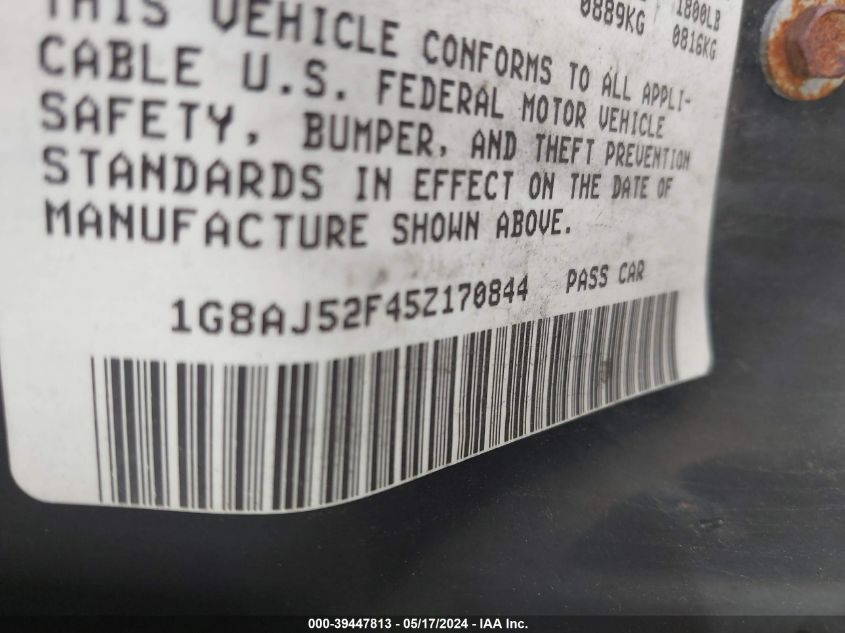 0889KG 1800LB
0816KG
THIS VEHICLE CONFORMS TO ALL APPLI-
CABLE U.S. FEDERAL MOTOR VEHICLE
SAFETY, BUMPER, AND THEFT PREVENTION
STANDARDS IN EFFECT ON THE DATE OF
MANUFACTURE SHOWN ABOVE.
1G8AJ52F45Z170844 PASS CAR
000-39447813 - 05/17/2024 - IAA Inc.